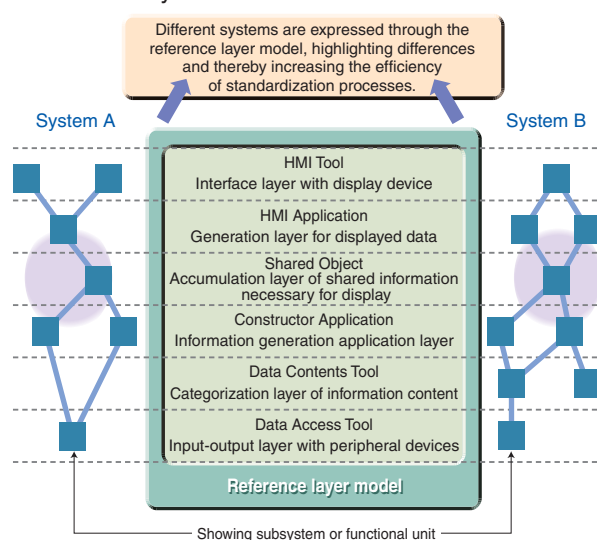 Different systems are expressed through the
reference layer model, highlighting differences
and thereby increasing the efficiency
of standardization processes.
System A
System B
HMI Tool
Interface layer with display device
HMI Application
Generation layer for displayed data
Shared Object
Accumulation layer of shared information
necessary for display
Constructor Application
Information generation application layer
Data Contents Tool
Categorization layer of information content
Data Access Tool
Input-output layer with peripheral devices
Reference layer model
Showing subsystem or functional unit